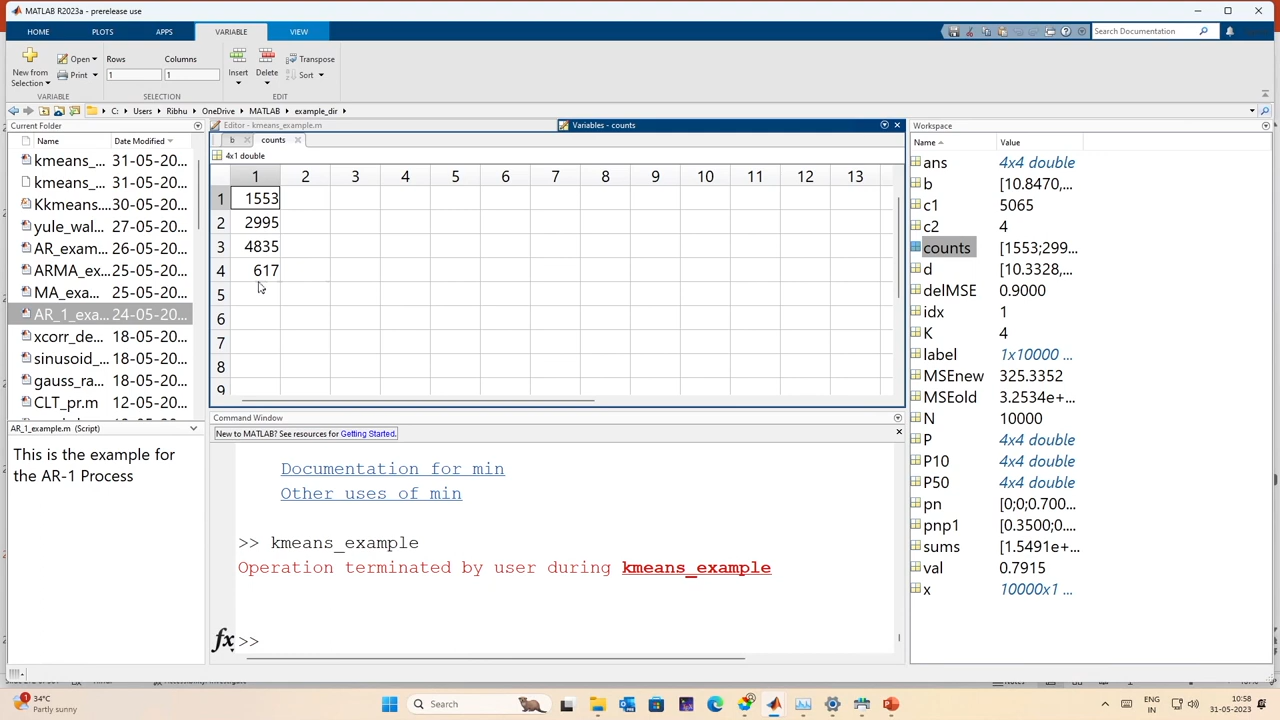 MATLAB R2023a - prerelease use
HOME PLOTS APPS VARIABLE VIEW Search Documentation
New from Selection
Open Print
Rows Columns
1 1
Insert Delete
Transpose
Sort
VARIABLE SELECTION EDIT
C: Users Ribhu OneDrive MATLAB example_dir
Current Folder
Name Date Modified
kmeans_... 31-05-20...
kmeans_... 31-05-20...
Kkmeans... 30-05-20...
yule_wal... 27-05-20...
AR_exam... 26-05-20...
ARMA_ex... 25-05-20...
MA_exa... 25-05-20...
AR_1_exa... 24-05-20...
xcorr_de... 18-05-20...
sinusoid_... 18-05-20...
gauss_ra... 18-05-20...
CLT_pr.m 12-05-20...
AR_1_example.m (Script)
This is the example for
the AR-1 Process
Editor - kmeans_example.m
Variables - counts
b counts
4x1 double
1 2 3 4 5 6 7 8 9 10 11 12 13
1 1553
2 2995
3 4835
4 617
5
6
7
8
9
Command Window
New to MATLAB? See resources for Getting Started.
Documentation for min
Other uses of min
>> kmeans_example
Operation terminated by user during kmeans_example
fx >>
Workspace
Name Value
ans 4x4 double
b [10.8470,...
c1 5065
c2 4
counts [1553;299...
d [10.3328,...
delMSE 0.9000
idx 1
K 4
label 1x10000 ...
MSEnew 325.3352
MSEold 3.2534e+...
N 10000
P 4x4 double
P10 4x4 double
P50 4x4 double
pn [0;0;0.700...
pnp1 [0.3500;0....
sums [1.5491e+...
val 0.7915
x 10000x1 ...
34°C
Partly sunny
Search
ENG
IN
10:58
31-05-2023